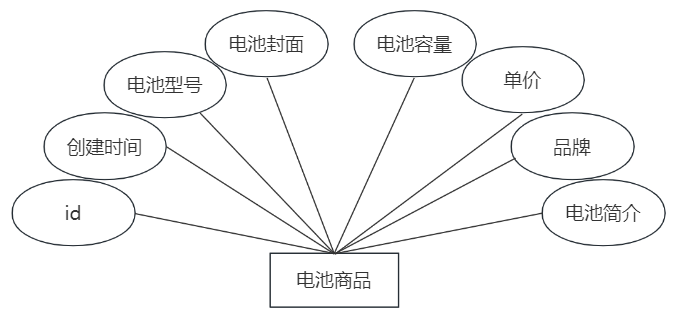 电池封面
电池容量
电池型号
单价
创建时间
品牌
id
电池简介
电池商品